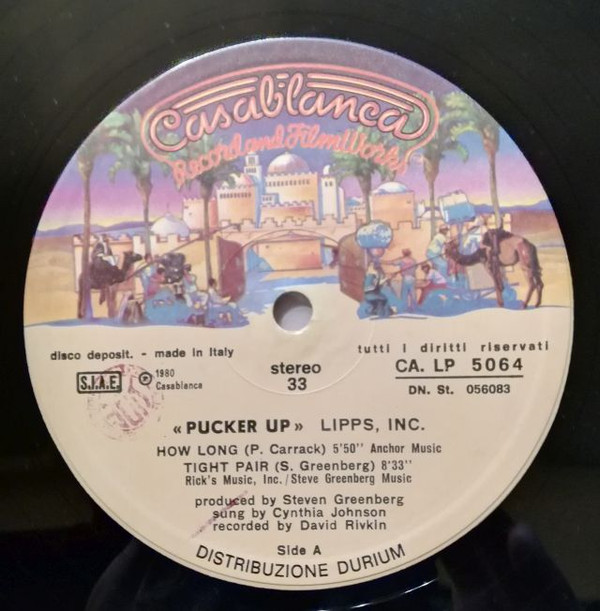 Casablanca
Record and FilmWorks
disco deposit. - made in Italy
tutti i diritti riservati
S.I.A.E.
℗ 1980
Casablanca
stereo
33
CA. LP 5064
DN. St. 056083
«PUCKER UP» LIPPS, INC.
HOW LONG (P. Carrack) 5'50'' Anchor Music
TIGHT PAIR (S. Greenberg) 8'33''
Rick's Music, Inc./Steve Greenberg Music
produced by Steven Greenberg
sung by Cynthia Johnson
recorded by David Rivkin
Side A
DISTRIBUZIONE DURIUM